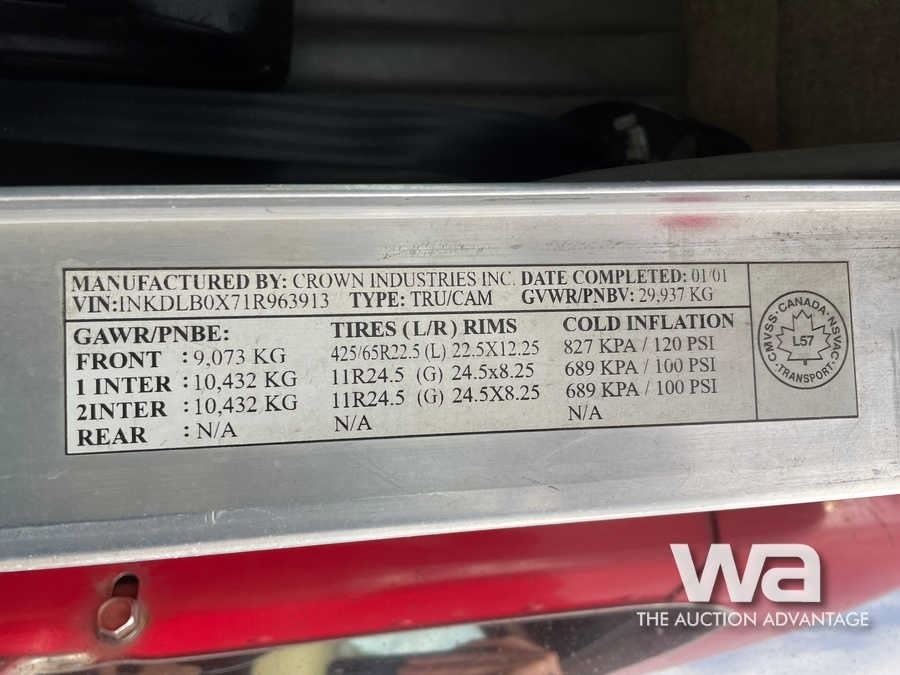 MANUFACTURED BY: CROWN INDUSTRIES INC. DATE COMPLETED: 01/01
VIN:1NKDLB0X71R963913 TYPE: TRU/CAM GVWR/PNBV: 29,937 KG
GAWR/PNBE: TIRES (L/R) RIMS COLD INFLATION
FRONT : 9,073 KG 425/65R22.5 (L) 22.5X12.25 827 KPA / 120 PSI
1 INTER : 10,432 KG 11R24.5 (G) 24.5x8.25 689 KPA / 100 PSI
2INTER : 10,432 KG 11R24.5 (G) 24.5X8.25 689 KPA / 100 PSI
REAR : N/A N/A N/A
CMVSS · CANADA · NSVAC · TRANSPORT ·
L57
wa
THE AUCTION ADVANTAGE